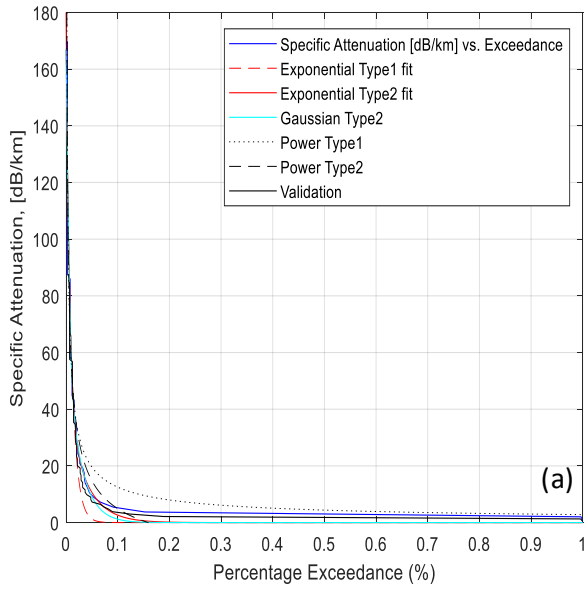 180
160
140
120
100
80
60
40
20
0
Specific Attenuation, [dB/km]
Specific Attenuation [dB/km] vs. Exceedance
Exponential Type1 fit
Exponential Type2 fit
Gaussian Type2
Power Type1
Power Type2
Validation
(a)
0 0.1 0.2 0.3 0.4 0.5 0.6 0.7 0.8 0.9 1
Percentage Exceedance (%)